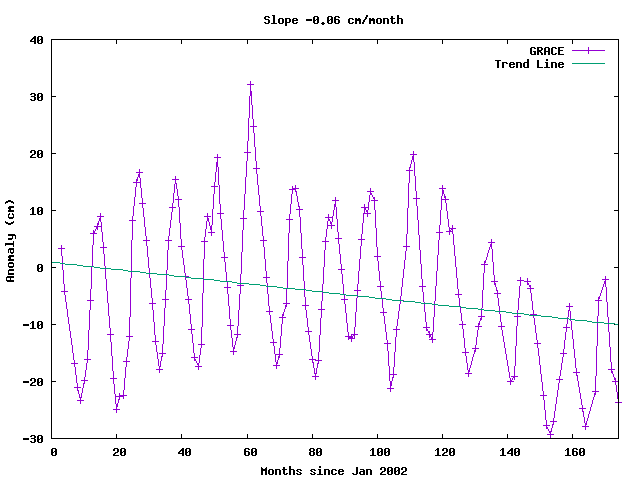 Slope -0.06 cm/month
GRACE
Trend Line
Anomaly (cm)
40
30
20
10
0
-10
-20
-30
0 20 40 60 80 100 120 140 160
Months since Jan 2002